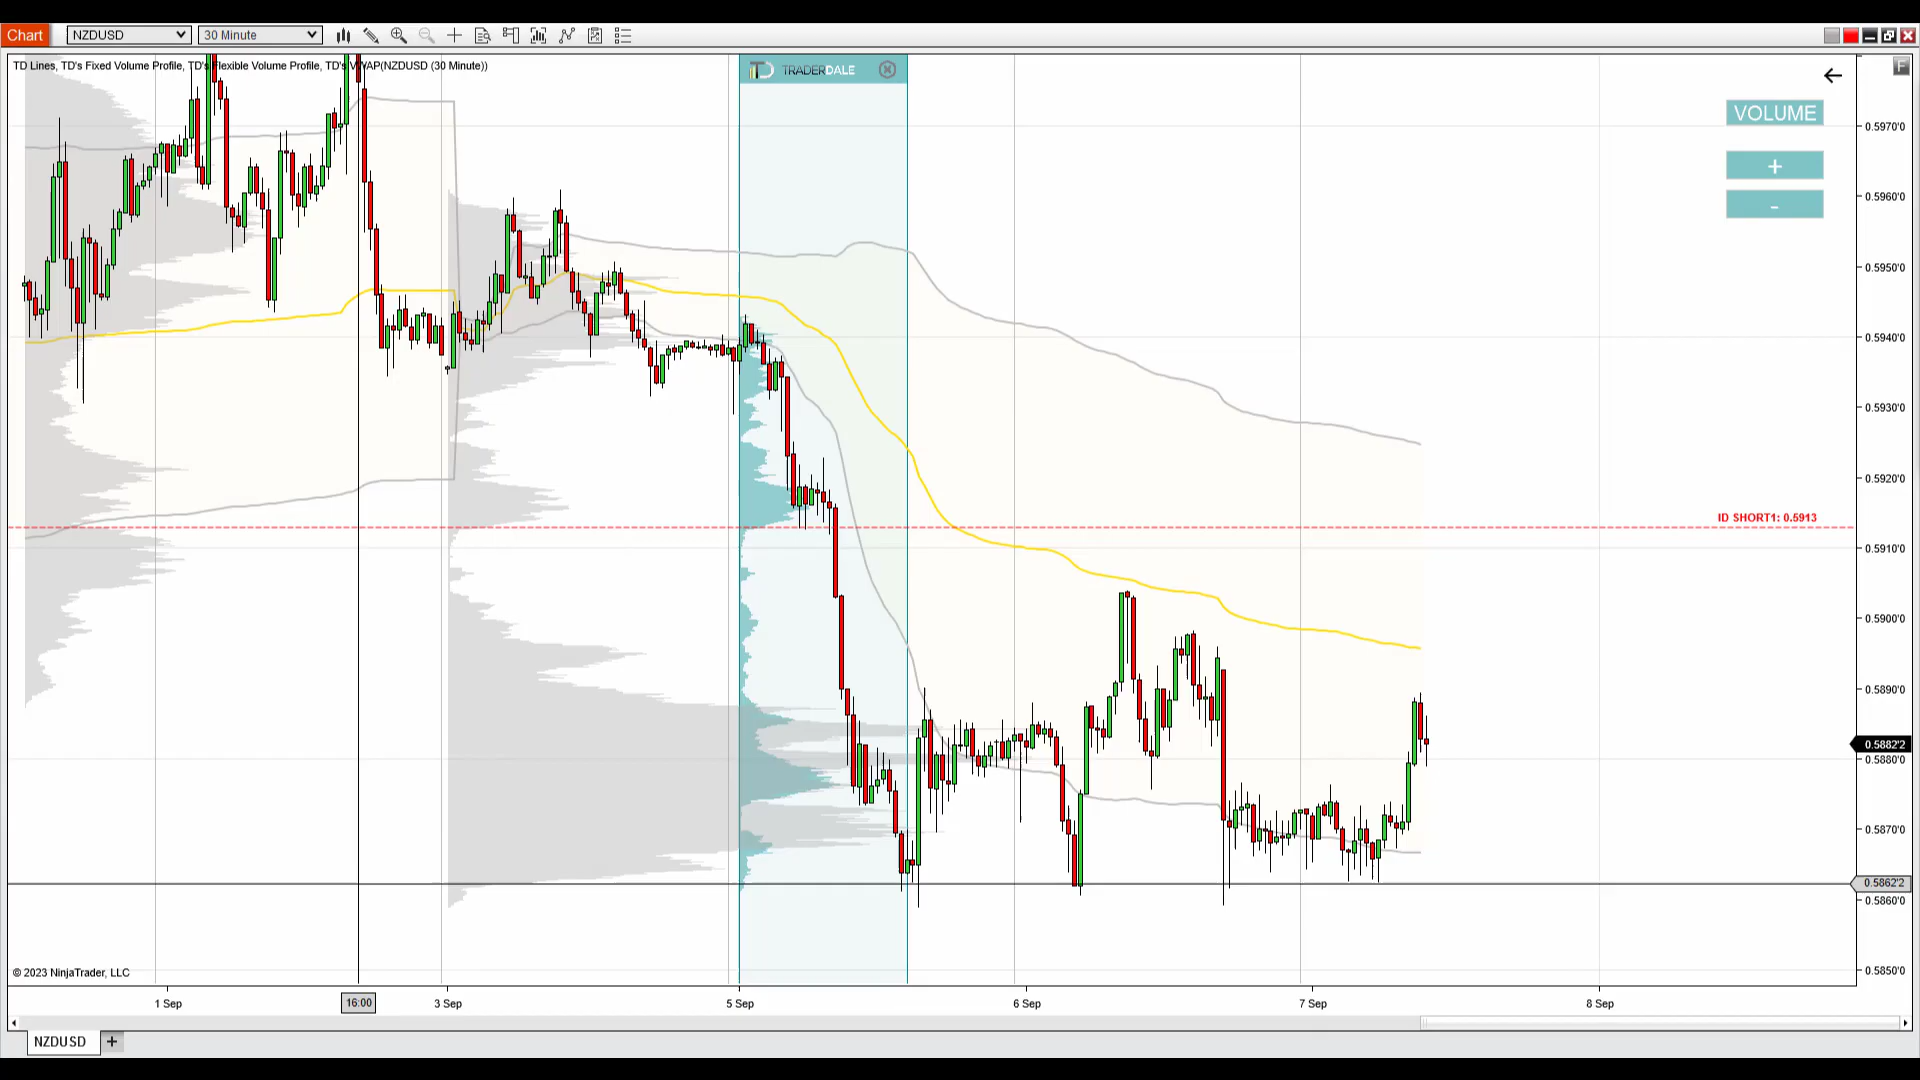 Chart NZDUSD 30 Minute
TD Lines, TD's Fixed Volume Profile, TD's Flexible Volume Profile, TD's VWAP(NZDUSD (30 Minute))
TRADERDALE
F
VOLUME
+
-
0.5970'0
0.5960'0
0.5950'0
0.5940'0
0.5930'0
0.5920'0
ID SHORT1: 0.5913
0.5910'0
0.5900'0
0.5890'0
0.5882'2
0.5880'0
0.5870'0
0.5862'2
0.5860'0
0.5850'0
© 2023 NinjaTrader, LLC
1 Sep 16:00 3 Sep 5 Sep 6 Sep 7 Sep 8 Sep
NZDUSD +